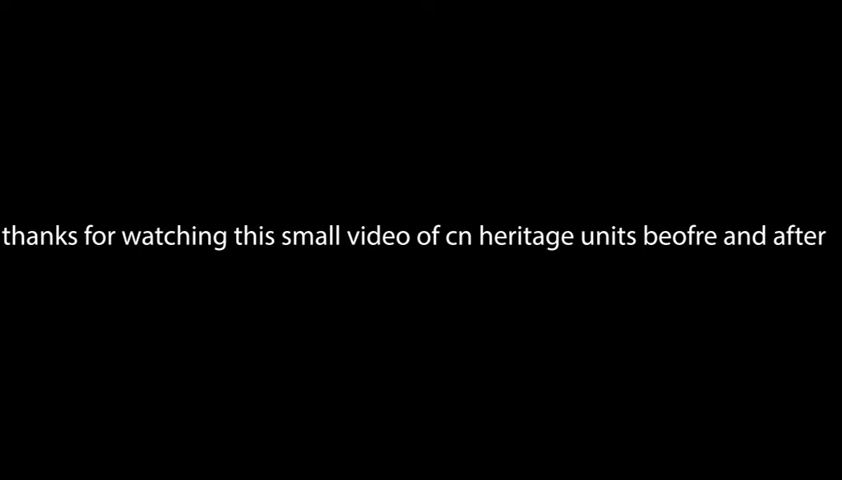 thanks for watching this small video of cn heritage units beofre and after